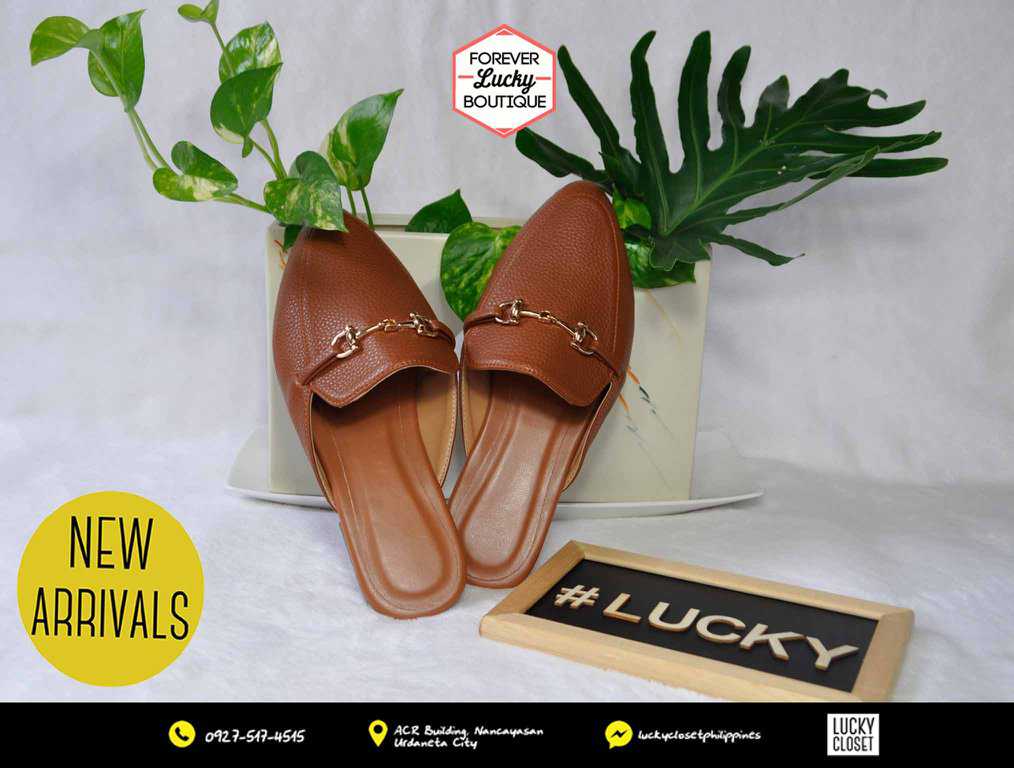 FOREVER
Lucky
BOUTIQUE
NEW
ARRIVALS
#LUCKY
0927-517-4515
ACR Building, Nancayasan
Urdaneta City
luckyclosetphilippines
LUCKY
CLOSET